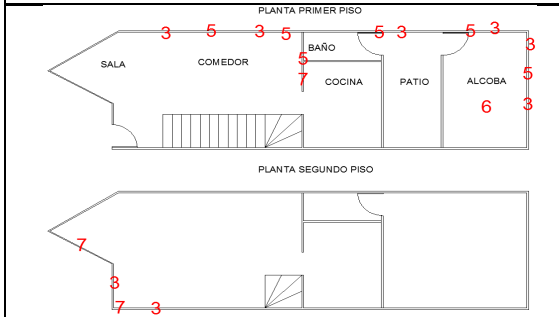 PLANTA PRIMER PISO
3 5 3 5 5 3 5 3
BAÑO 3
SALA COMEDOR 5 5
7 COCINA PATIO ALCOBA
6 3
PLANTA SEGUNDO PISO
7
3
7 3